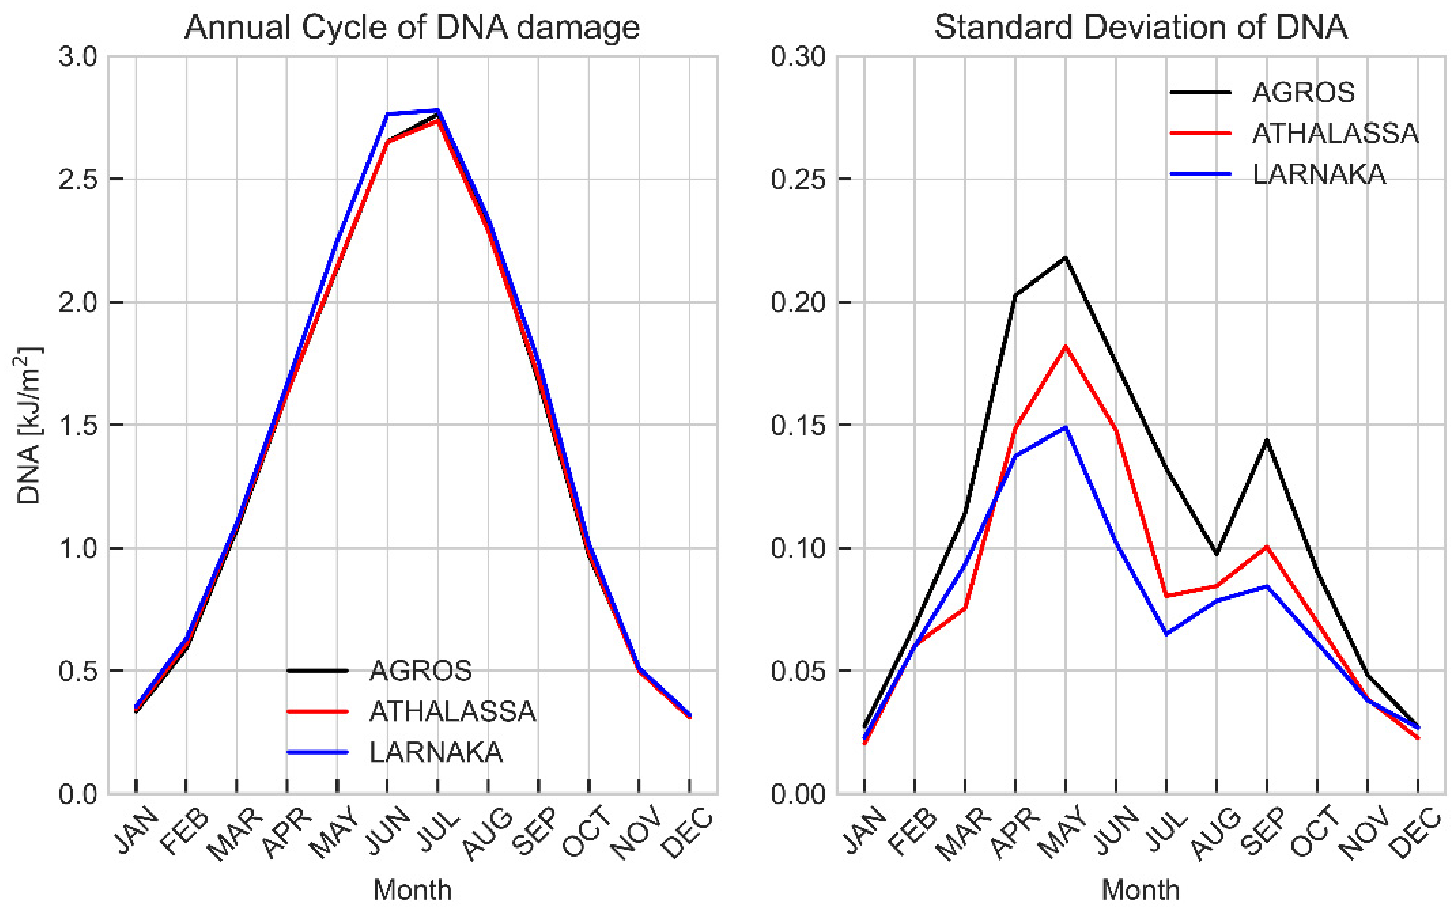 Annual Cycle of DNA damage
3.0
2.5
2.0
1.5
1.0
0.5
0.0
DNA [kJ/m²]
AGROS
ATHALASSA
LARNAKA
JAN FEB MAR APR MAY JUN JUL AUG SEP OCT NOV DEC
Month
Standard Deviation of DNA
0.30
0.25
0.20
0.15
0.10
0.05
0.00
AGROS
ATHALASSA
LARNAKA
JAN FEB MAR APR MAY JUN JUL AUG SEP OCT NOV DEC
Month